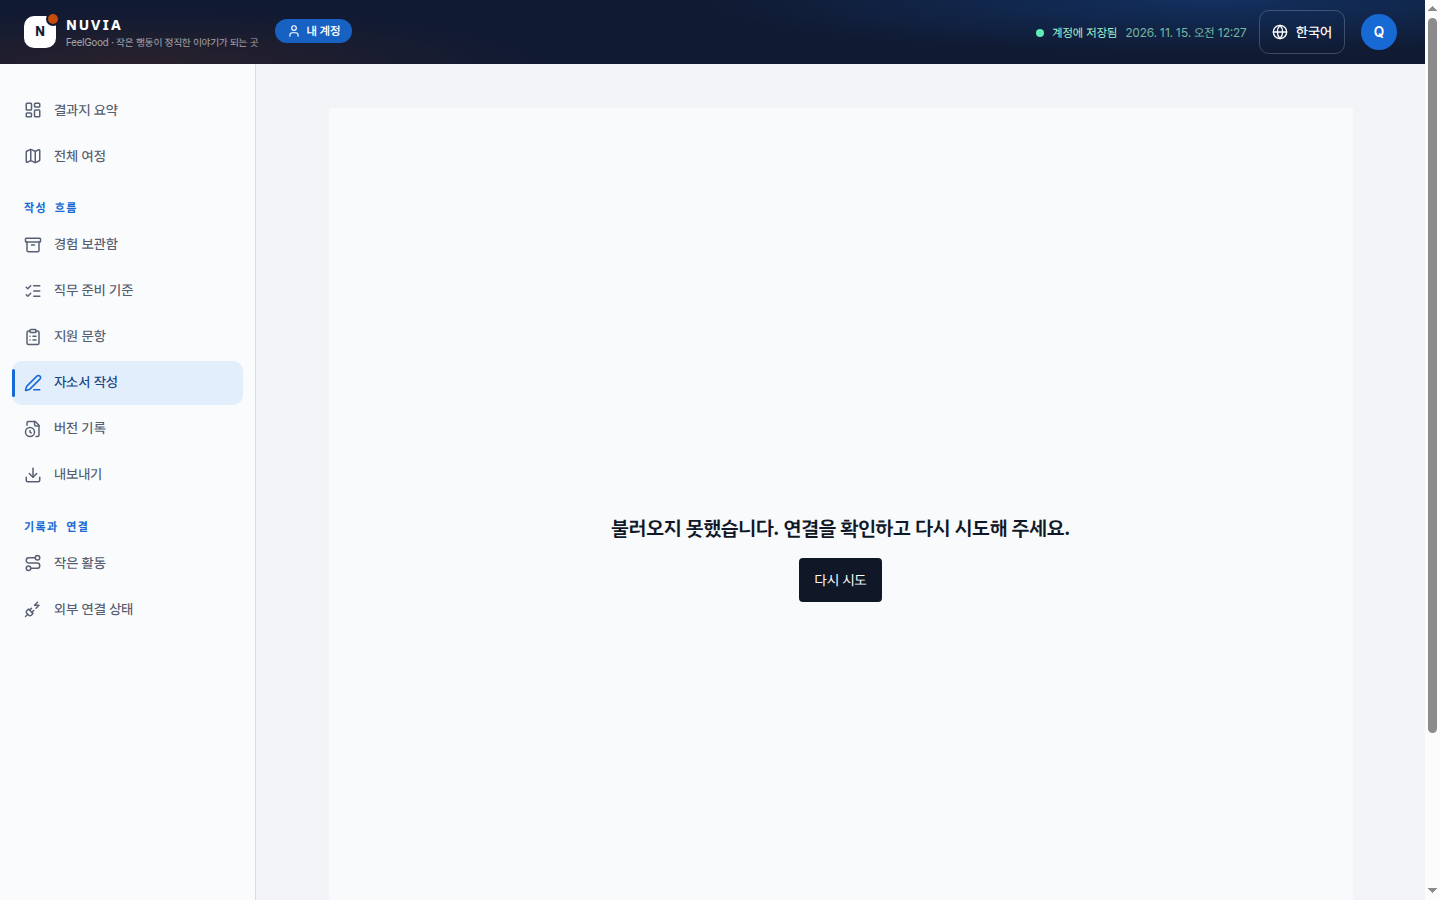 N
NUVIA
FeelGood · 작은 행동이 정직한 이야기가 되는 곳
내 계정
계정에 저장됨 2026. 11. 15. 오전 12:27
한국어
Q
결과지 요약
전체 여정
작성 흐름
경험 보관함
직무 준비 기준
지원 문항
자소서 작성
버전 기록
내보내기
기록과 연결
작은 활동
외부 연결 상태
불러오지 못했습니다. 연결을 확인하고 다시 시도해 주세요.
다시 시도